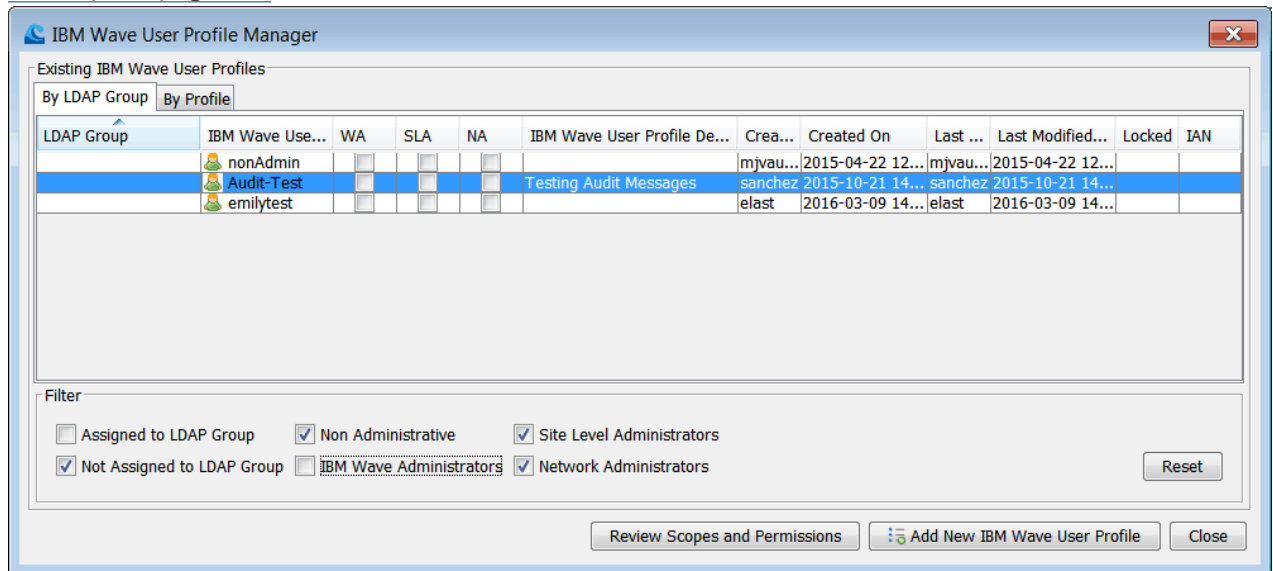 IBM Wave User Profile Manager
Existing IBM Wave User Profiles
By LDAP Group By Profile
LDAP Group IBM Wave Use... WA SLA NA IBM Wave User Profile De... Crea... Created On Last ... Last Modified... Locked IAN
nonAdmin mjvau... 2015-04-22 12... mjvau... 2015-04-22 12...
Audit-Test Testing Audit Messages sanchez 2015-10-21 14... sanchez 2015-10-21 14...
emilytest elast 2016-03-09 14... elast 2016-03-09 14...
Filter
Assigned to LDAP Group Non Administrative Site Level Administrators
Not Assigned to LDAP Group IBM Wave Administrators Network Administrators
Reset
Review Scopes and Permissions Add New IBM Wave User Profile Close